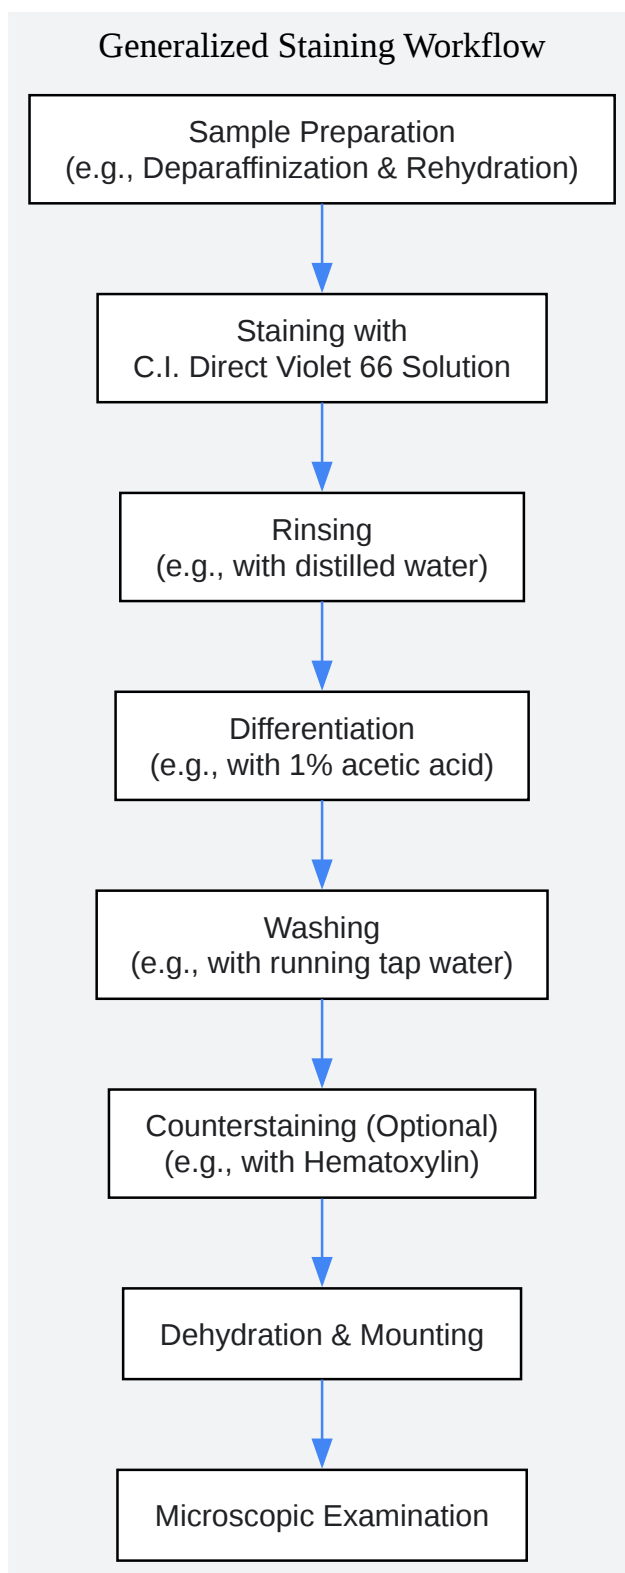 Generalized Staining Workflow
Sample Preparation
(e.g., Deparaffinization & Rehydration)
Staining with
C.I. Direct Violet 66 Solution
Rinsing
(e.g., with distilled water)
Differentiation
(e.g., with 1% acetic acid)
Washing
(e.g., with running tap water)
Counterstaining (Optional)
(e.g., with Hematoxylin)
Dehydration & Mounting
Microscopic Examination